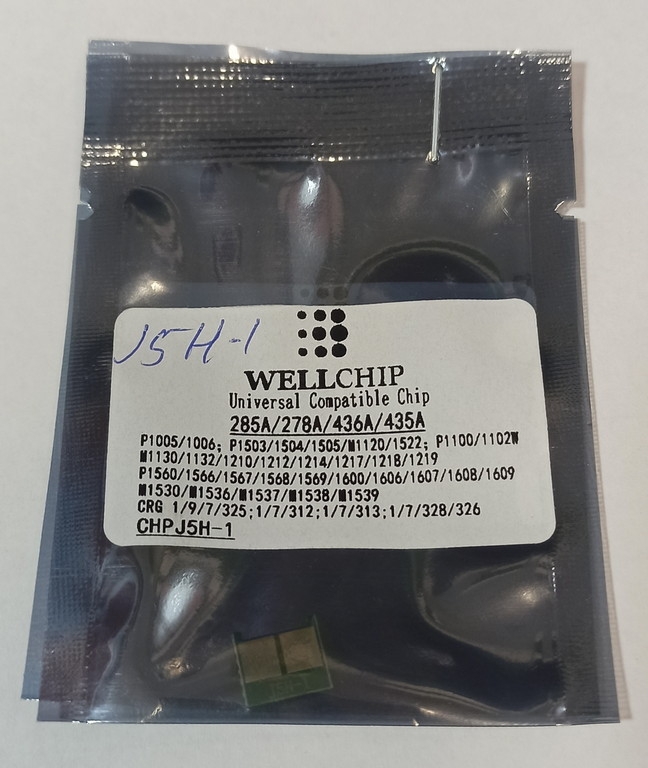 J5H-1
WELLCHIP
Universal Compatible Chip
285A/278A/436A/435A
P1005/1006; P1503/1504/1505/M1120/1522; P1100/1102W
M1130/1132/1210/1212/1214/1217/1218/1219
P1560/1566/1567/1568/1569/1600/1606/1607/1608/1609
M1530/M1536/M1537/M1538/M1539
CRG 1/9/7/325;1/7/312;1/7/313;1/7/328/326
CHPJ5H-1